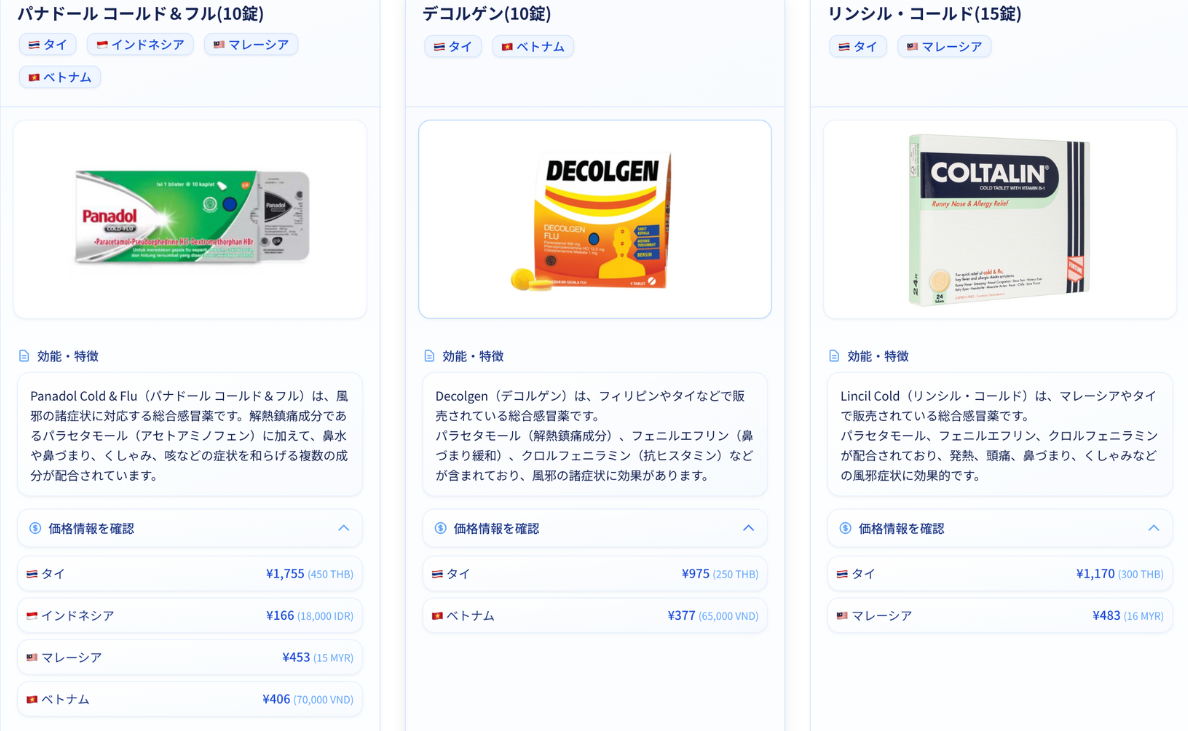 パナドール コールド＆フル(10錠)
タイ
インドネシア
マレーシア
ベトナム
Panadol
COLD+FLU
isi 1 blister @ 10 kaplet
Panadol
効能・特徴
Panadol Cold & Flu（パナドール コールド＆フル）は、風
邪の諸症状に対応する総合感冒薬です。解熱鎮痛成分であ
るパラセタモール（アセトアミノフェン）に加えて、鼻水
や鼻づまり、くしゃみ、咳などの症状を和らげる複数の成
分が配合されています。
価格情報を確認
タイ
¥1,755 (450 THB)
インドネシア
¥166 (18,000 IDR)
マレーシア
¥453 (15 MYR)
ベトナム
¥406 (70,000 VND)
デコルゲン(10錠)
タイ
ベトナム
DECOLGEN
DECOLGEN
FLU
効能・特徴
Decolgen（デコルゲン）は、フィリピンやタイなどで販
売されている総合感冒薬です。
パラセタモール（解熱鎮痛成分）、フェニルエフリン（鼻
づまり緩和）、クロルフェニラミン（抗ヒスタミン）など
が含まれており、風邪の諸症状に効果があります。
価格情報を確認
タイ
¥975 (250 THB)
ベトナム
¥377 (65,000 VND)
リンシル・コールド(15錠)
タイ
マレーシア
COLTALIN®
COLD TABLET WITH VITAMIN B-1
Runny Nose & Allergy Relief
24
効能・特徴
Lincil Cold（リンシル・コールド）は、マレーシアやタイ
で販売されている総合感冒薬です。
パラセタモール、フェニルエフリン、クロルフェニラミン
が配合されており、発熱、頭痛、鼻づまり、くしゃみなど
の風邪症状に効果的です。
価格情報を確認
タイ
¥1,170 (300 THB)
マレーシア
¥483 (16 MYR)